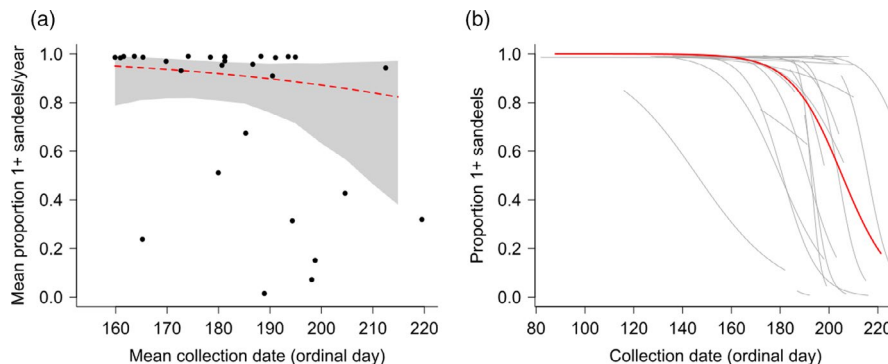 (a)
Mean proportion 1+ sandeels/year
1.0
0.8
0.6
0.4
0.2
0.0
160 170 180 190 200 210 220
Mean collection date (ordinal day)
(b)
Proportion 1+ sandeels
1.0
0.8
0.6
0.4
0.2
0.0
80 100 120 140 160 180 200 220
Collection date (ordinal day)